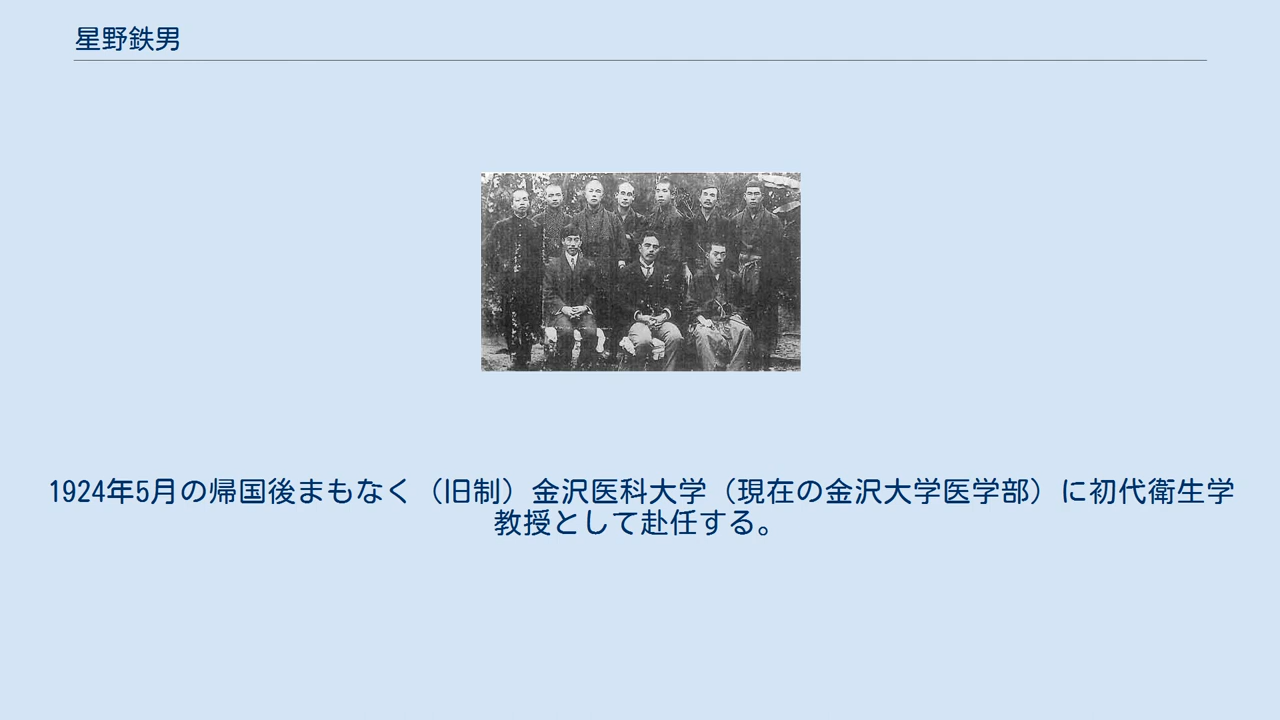 星野鉄男
1924年5月の帰国後まもなく（旧制）金沢医科大学（現在の金沢大学医学部）に初代衛生学
教授として赴任する。